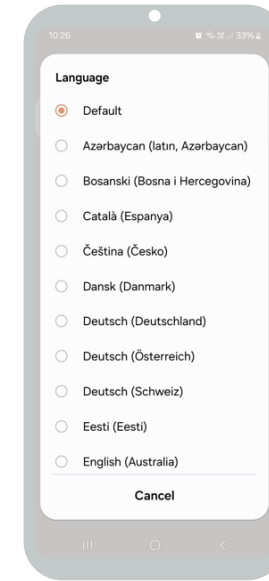 10:26
33%
Language
Default
Azərbaycan (latın, Azərbaycan)
Bosanski (Bosna i Hercegovina)
Català (Espanya)
Čeština (Česko)
Dansk (Danmark)
Deutsch (Deutschland)
Deutsch (Österreich)
Deutsch (Schweiz)
Eesti (Eesti)
English (Australia)
Cancel